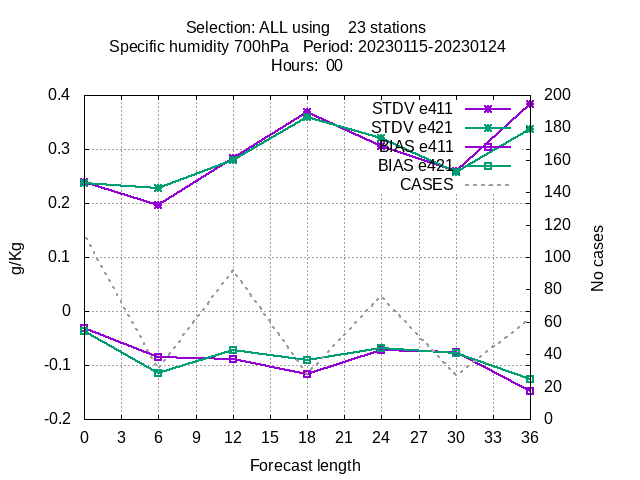 Selection: ALL using 23 stations
Specific humidity 700hPa Period: 20230115-20230124
Hours: 00
0.4
0.3
0.2
0.1
0
-0.1
-0.2
g/Kg
STDV e411
STDV e421
BIAS e411
BIAS e421
CASES
200
180
160
140
120
100
80
60
40
20
0
No cases
0 3 6 9 12 15 18 21 24 27 30 33 36
Forecast length